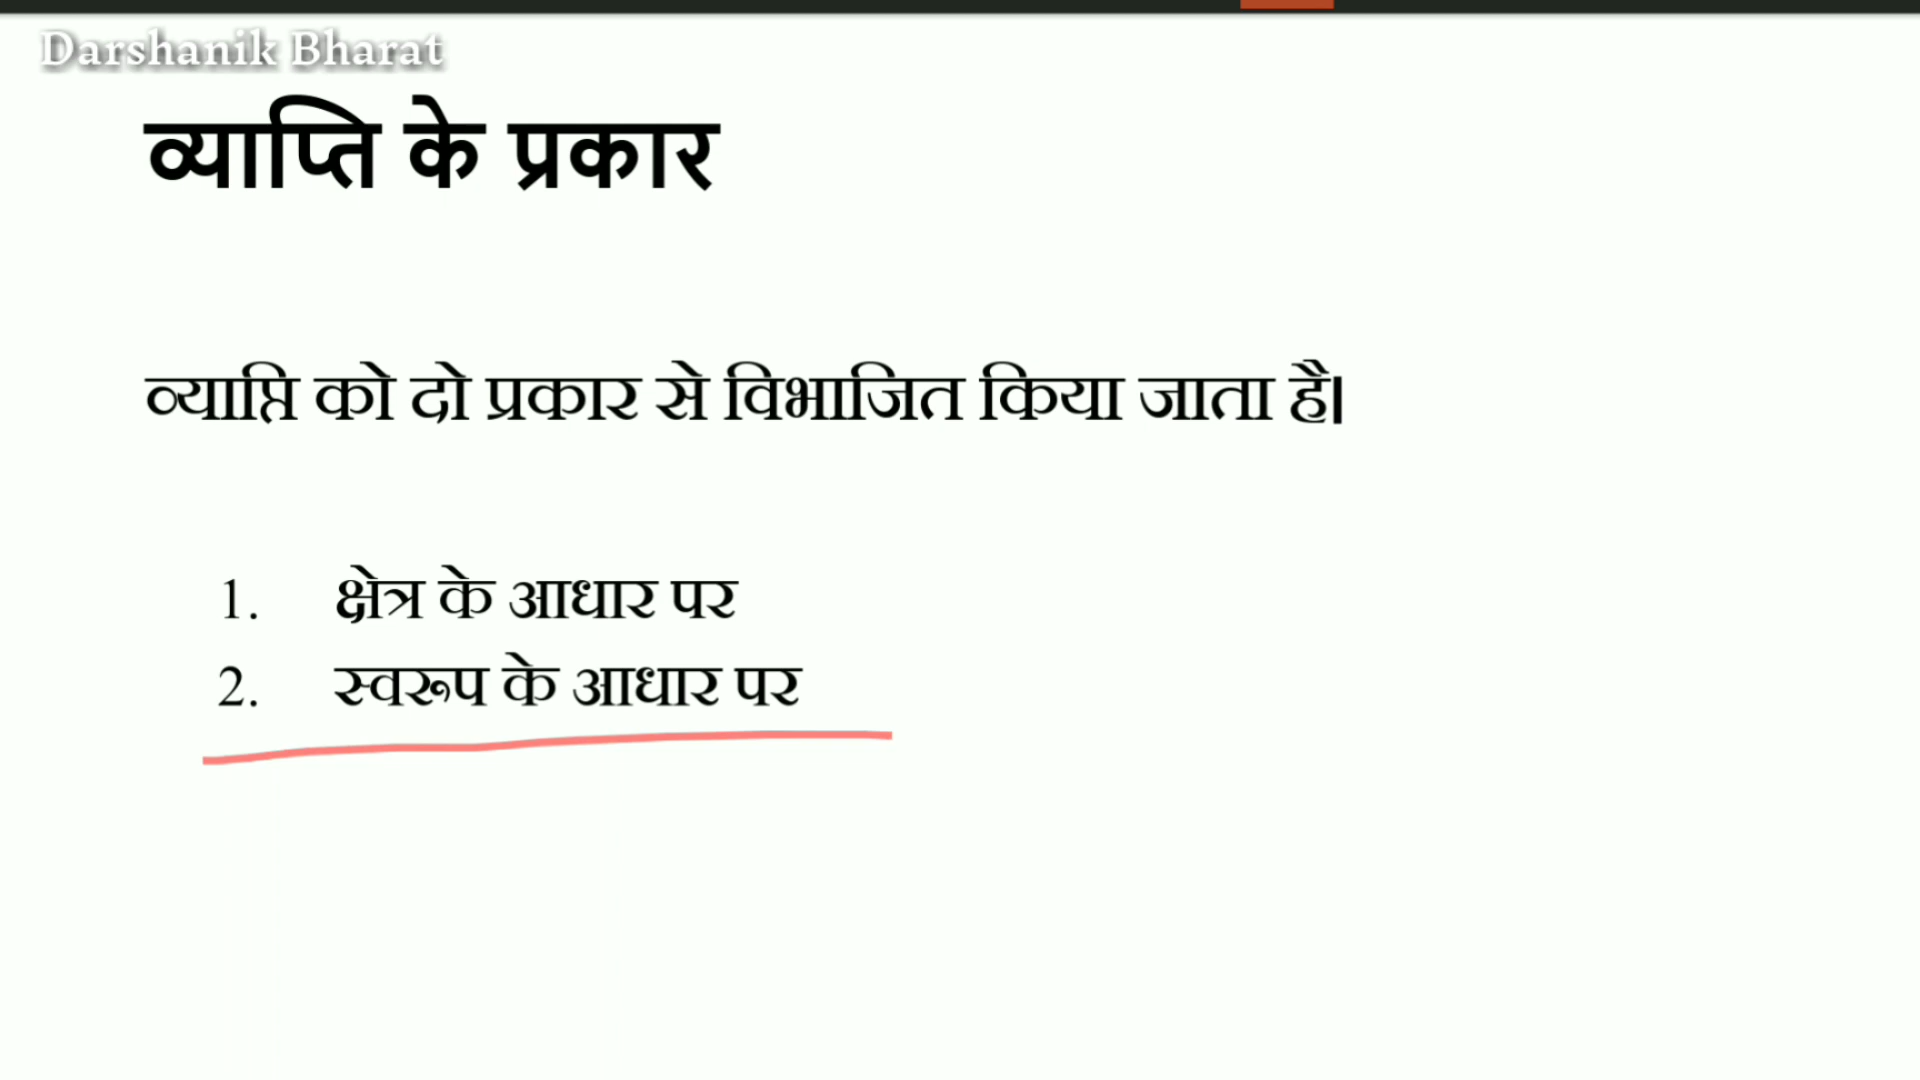 Darshanik Bharat
व्याप्ति के प्रकार
व्याप्ति को दो प्रकार से विभाजित किया जाता है।
1. क्षेत्र के आधार पर
2. स्वरूप के आधार पर